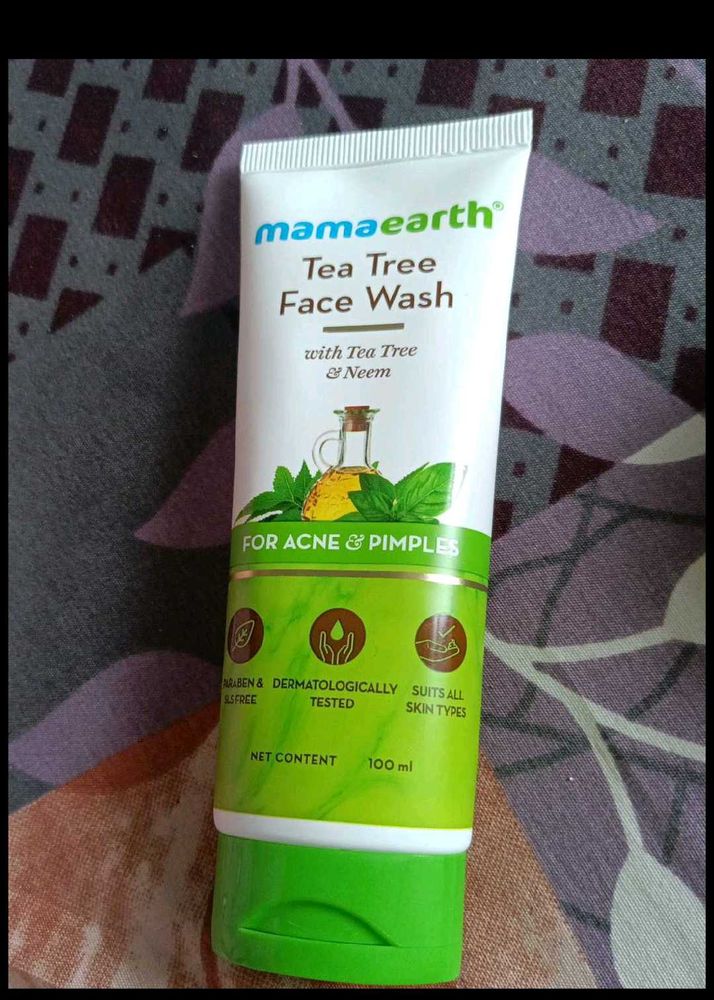 mamaearth®
Tea Tree
Face Wash
with Tea Tree
& Neem
FOR ACNE & PIMPLES
PARABEN &
SLS FREE
DERMATOLOGICALLY
TESTED
SUITS ALL
SKIN TYPES
NET CONTENT 100 ml